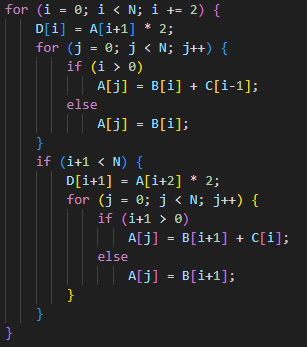 for (i = 0; i < N; i += 2) {
    D[i] = A[i+1] * 2;
    for (j = 0; j < N; j++) {
        if (i > 0)
            A[j] = B[i] + C[i-1];
        else
            A[j] = B[i];
    }
    if (i+1 < N) {
        D[i+1] = A[i+2] * 2;
        for (j = 0; j < N; j++) {
            if (i+1 > 0)
                A[j] = B[i+1] + C[i];
            else
                A[j] = B[i+1];
        }
    }
}